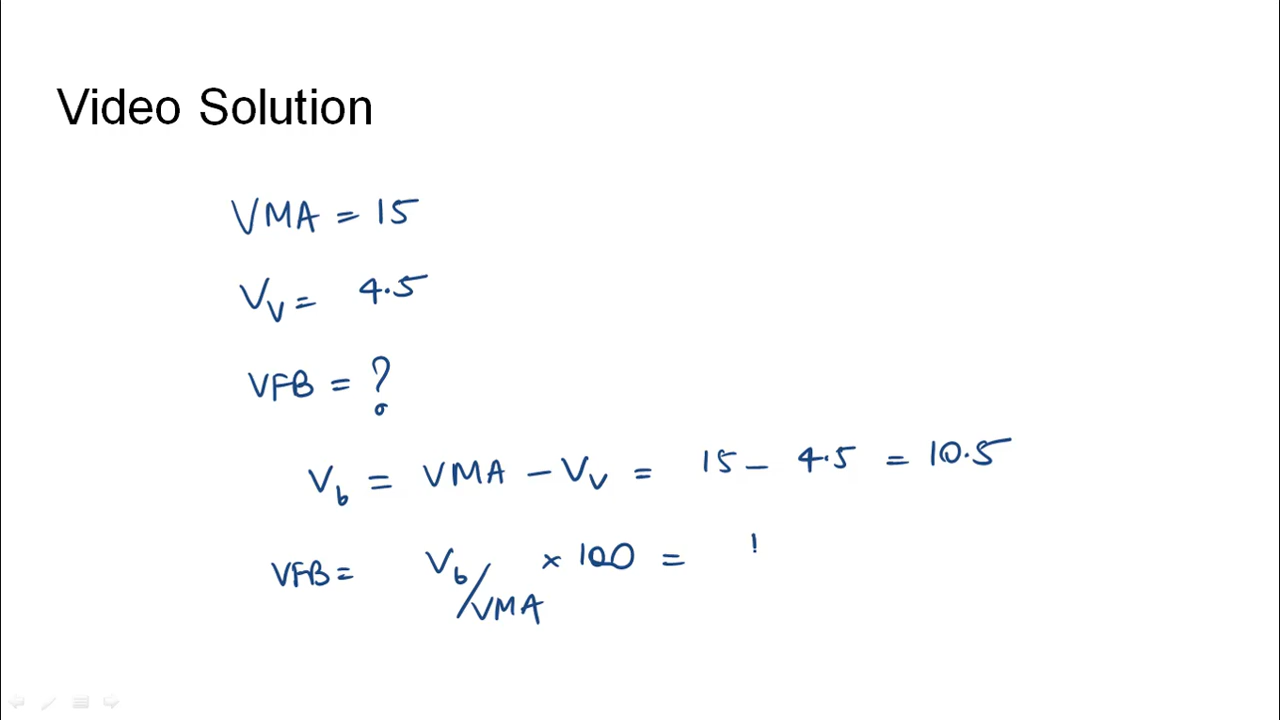 Video Solution
VMA = 15
Vv = 4.5
VFB = ?
Vb = VMA - Vv = 15 - 4.5 = 10.5
VFB = Vb/VMA × 100 =